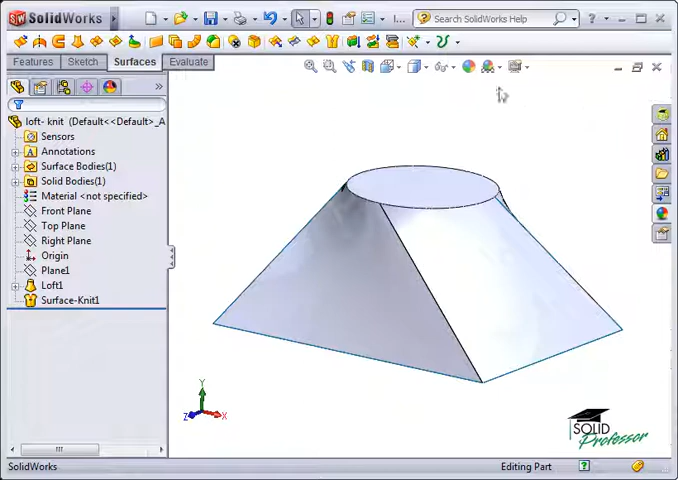 SolidWorks
I...
Search SolidWorks Help
Features
Sketch
Surfaces
Evaluate
loft- knit (Default<<Default>_A
Sensors
Annotations
Surface Bodies(1)
Solid Bodies(1)
Material <not specified>
Front Plane
Top Plane
Right Plane
Origin
Plane1
Loft1
Surface-Knit1
Y
Z
X
SOLID
Professor
SolidWorks
Editing Part